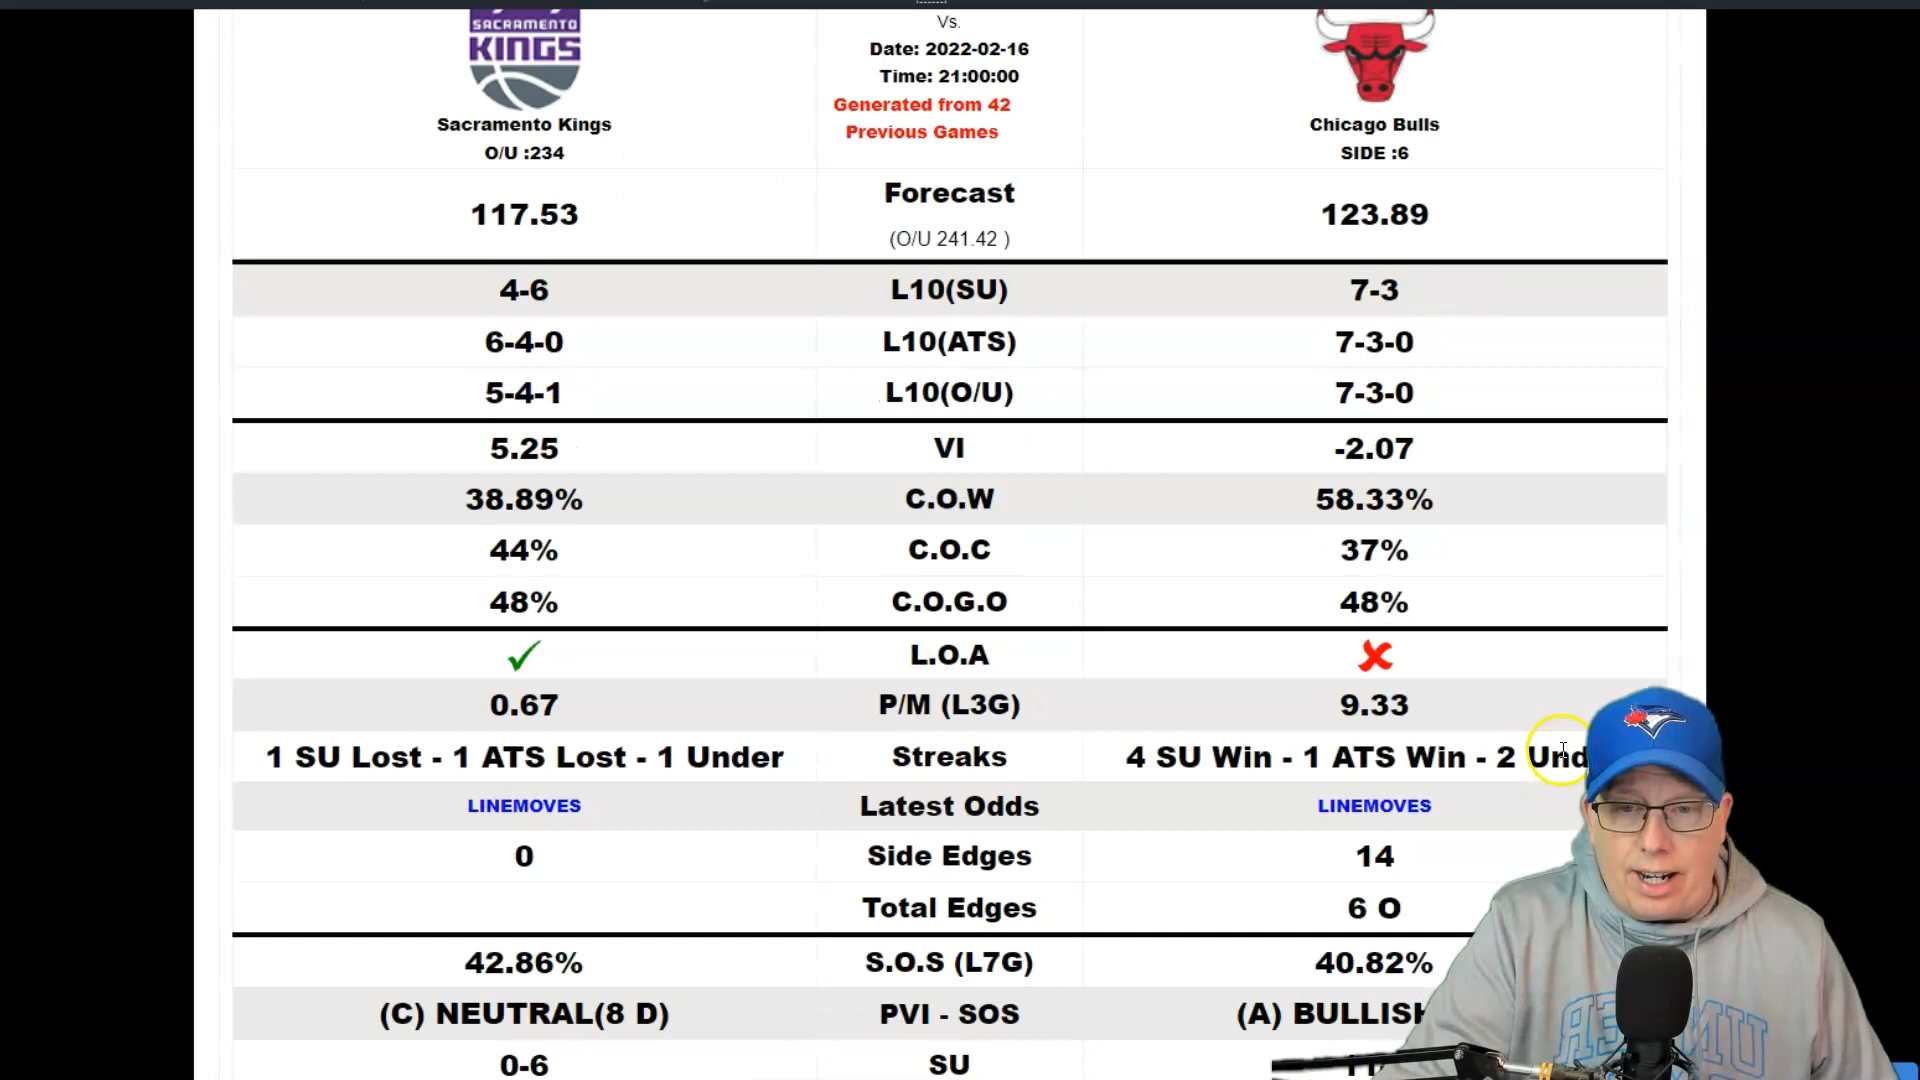 SACRAMENTO
KINGS
Vs.
Date: 2022-02-16
Time: 21:00:00
Generated from 42
Previous Games
Sacramento Kings
O/U :234
Chicago Bulls
SIDE :6
117.53
Forecast
(O/U 241.42 )
123.89
4-6 L10(SU) 7-3
6-4-0 L10(ATS) 7-3-0
5-4-1 L10(O/U) 7-3-0
5.25 VI -2.07
38.89% C.O.W 58.33%
44% C.O.C 37%
48% C.O.G.O 48%
L.O.A
0.67 P/M (L3G) 9.33
1 SU Lost - 1 ATS Lost - 1 Under Streaks 4 SU Win - 1 ATS Win - 2 Und
LINEMOVES Latest Odds LINEMOVES
0 Side Edges 14
Total Edges 6 O
42.86% S.O.S (L7G) 40.82%
(C) NEUTRAL(8 D) PVI - SOS (A) BULLISH
0-6 SU